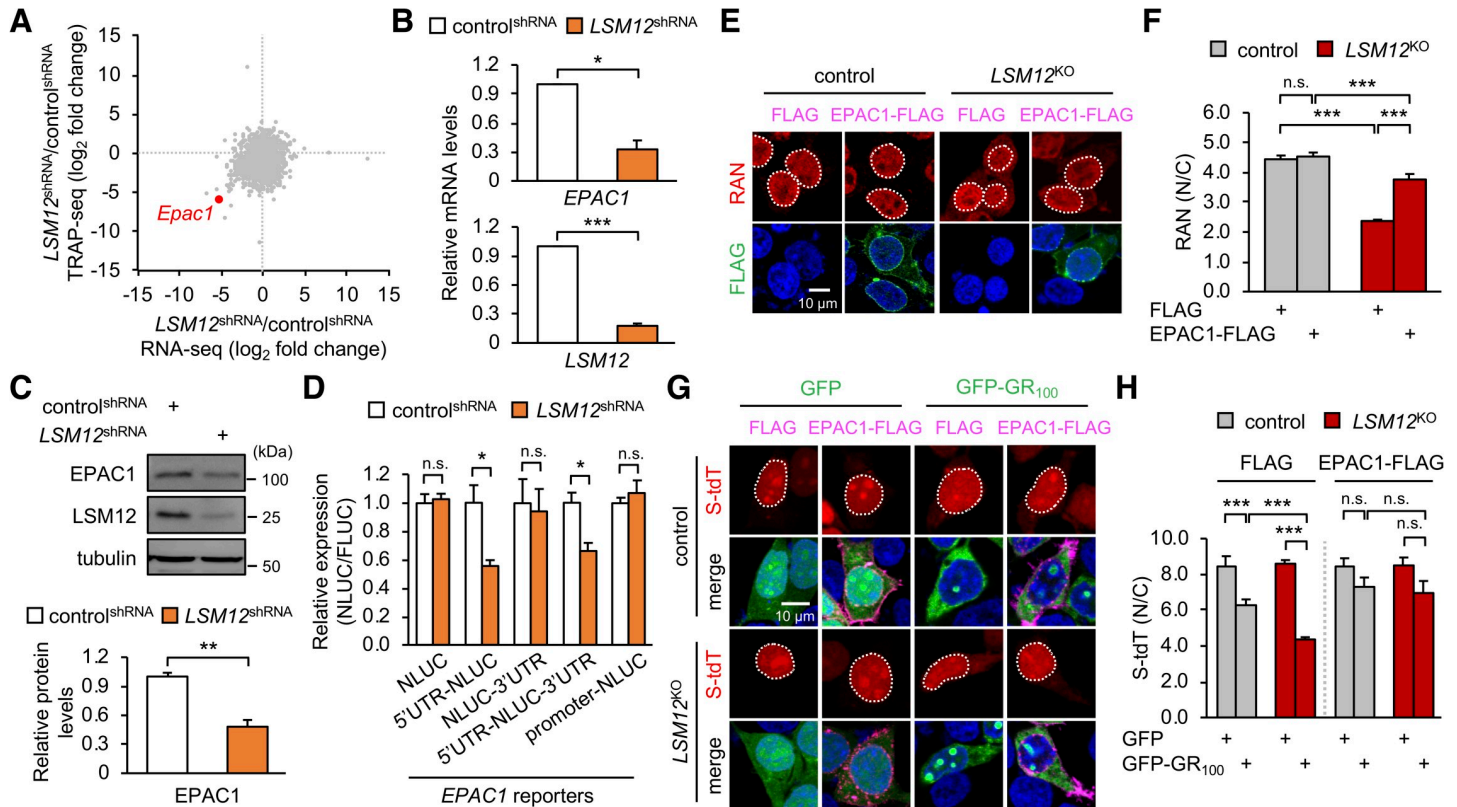 A
LSM12shRNA/controlshRNA
TRAP-seq (log2 fold change)
15
10
5
0
-5
-10
-15
Epac1
-15 -10 -5 0 5 10 15
LSM12shRNA/controlshRNA
RNA-seq (log2 fold change)
B
controlshRNA LSM12shRNA
Relative mRNA levels
1.2
0.9
0.6
0.3
0
*
EPAC1
1.2
0.9
0.6
0.3
0
***
LSM12
C
controlshRNA +
LSM12shRNA +
(kDa)
EPAC1
100
LSM12
25
tubulin
50
controlshRNA LSM12shRNA
Relative protein
levels
1.2
0.9
0.6
0.3
0
**
EPAC1
D
controlshRNA LSM12shRNA
Relative expression
(NLUC/FLUC)
1.2
1.0
0.8
0.6
0.4
0.2
0.0
n.s. * n.s. * n.s.
NLUC
5'UTR-NLUC
NLUC-3'UTR
5'UTR-NLUC-3'UTR
promoter-NLUC
EPAC1 reporters
E
control LSM12KO
FLAG EPAC1-FLAG FLAG EPAC1-FLAG
RAN
FLAG
10 µm
F
control LSM12KO
n.s. ***
*** ***
RAN (N/C)
6.0
5.0
4.0
3.0
2.0
1.0
0.0
FLAG + +
EPAC1-FLAG + +
G
GFP GFP-GR100
FLAG EPAC1-FLAG FLAG EPAC1-FLAG
control
S-tdT
merge
10 µm
LSM12KO
S-tdT
merge
H
control LSM12KO
FLAG EPAC1-FLAG
*** *** n.s. n.s.
*** n.s.
S-tdT (N/C)
10.0
8.0
6.0
4.0
2.0
0.0
GFP + + + +
GFP-GR100 + + + +